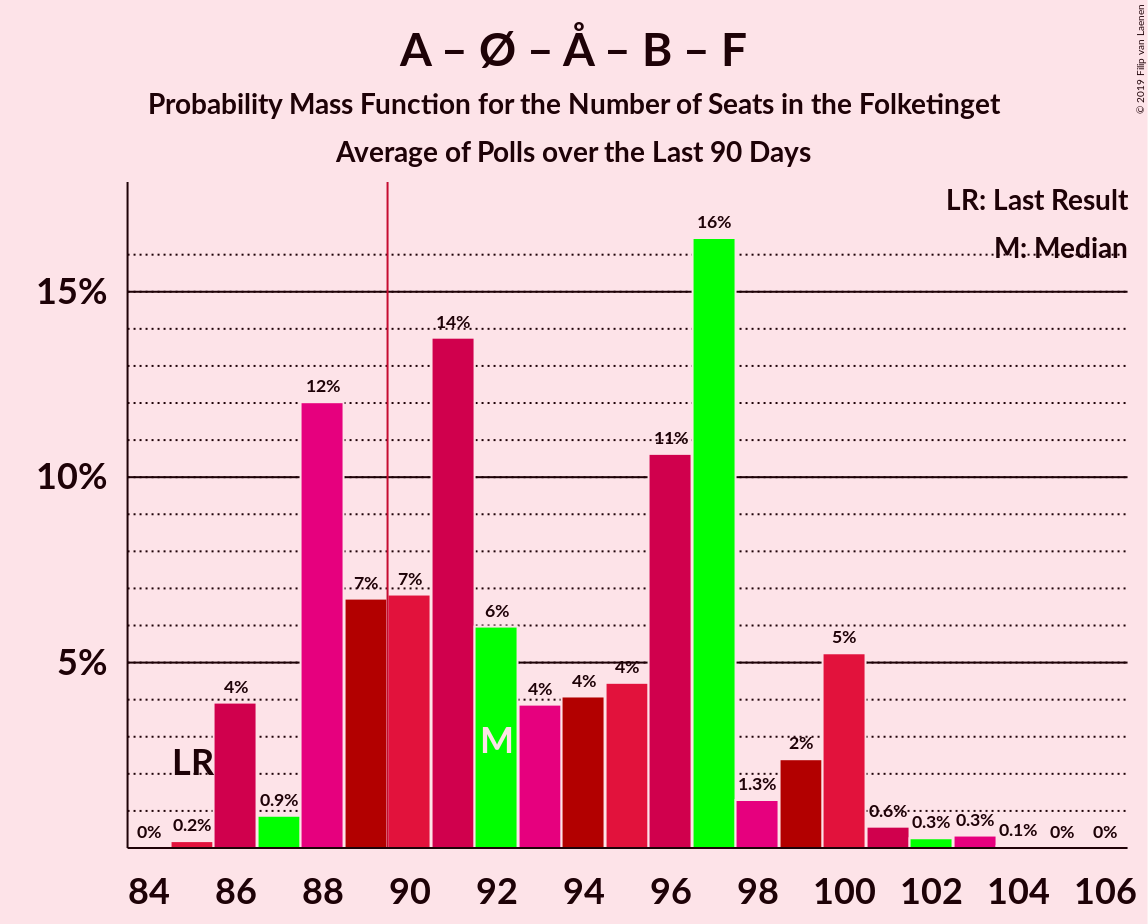 A – Ø – Å – B – F
Probability Mass Function for the Number of Seats in the Folketinget
Average of Polls over the Last 90 Days
© 2019 Filip van Laenen
LR: Last Result
M: Median
15%
10%
5%
0%
0.2%
4%
0.9%
12%
7%
7%
14%
6%
4%
4%
4%
11%
16%
1.3%
2%
5%
0.6%
0.3%
0.3%
0.1%
0%
0%
LR
M
84 86 88 90 92 94 96 98 100 102 104 106